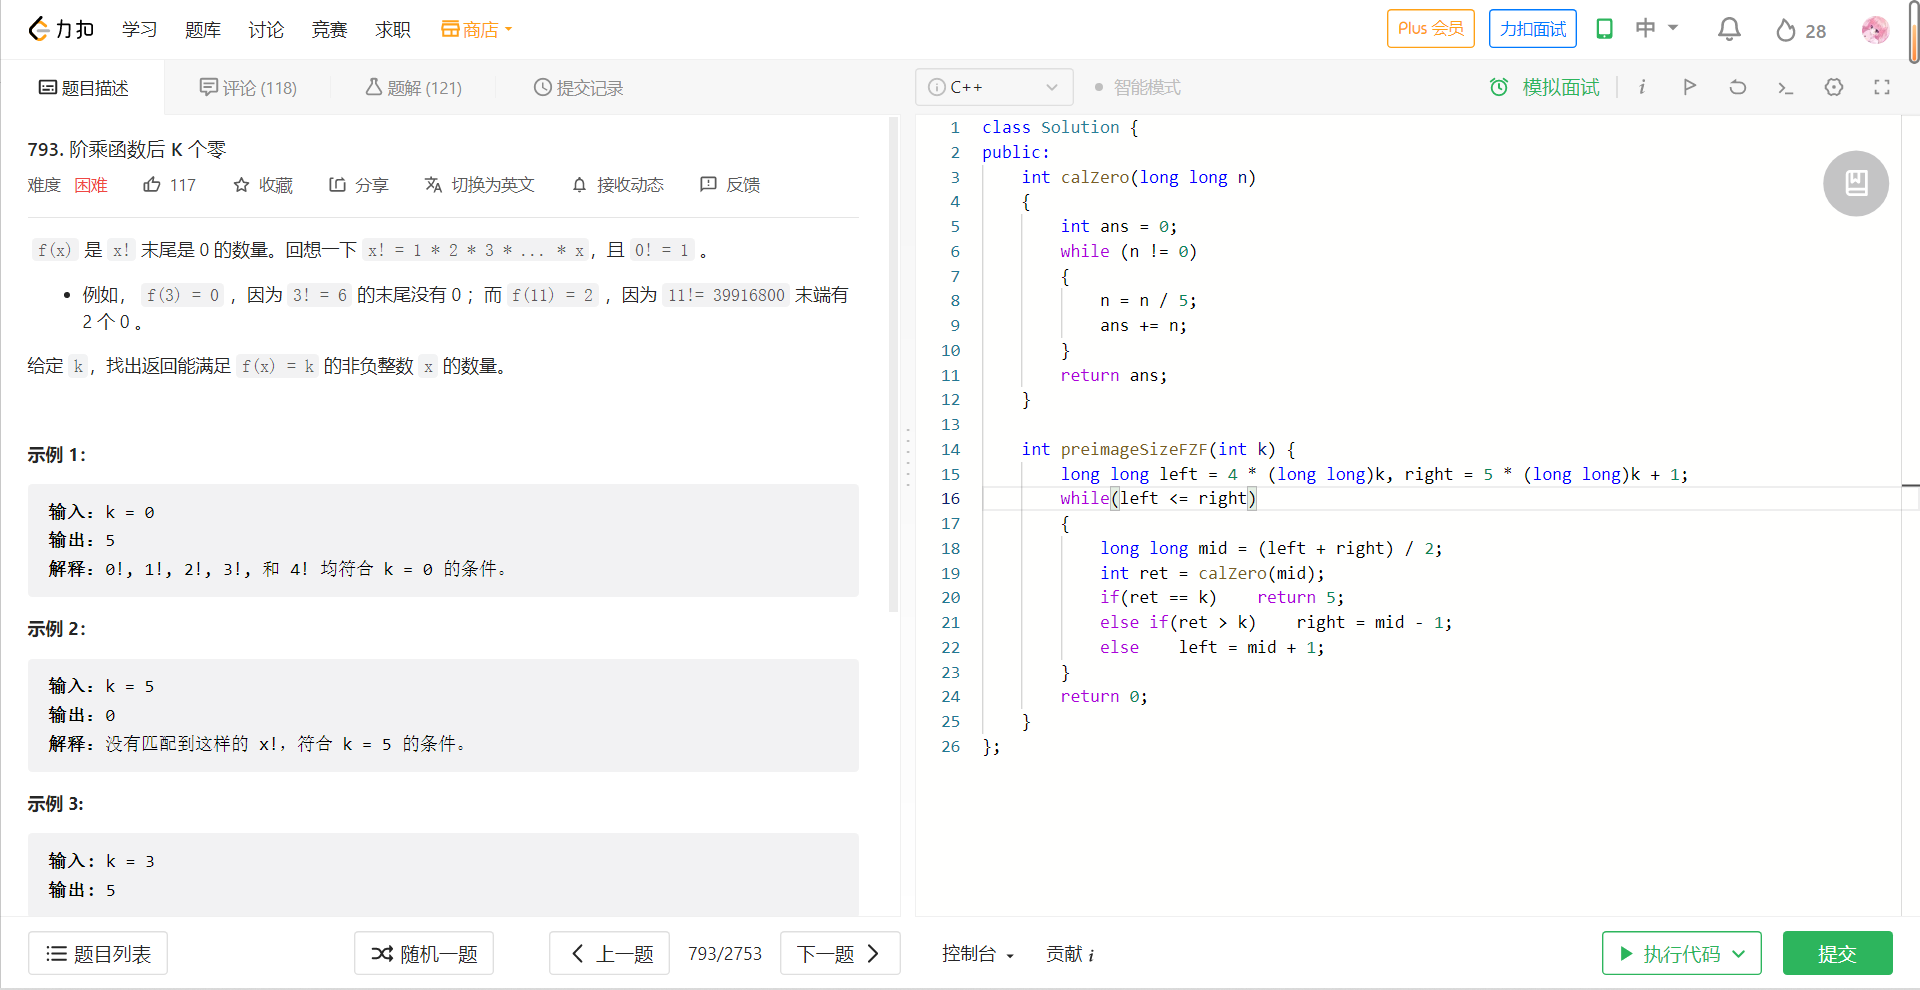 力扣 学习 题库 讨论 竞赛 求职 商店 Plus 会员 力扣面试 中 28
题目描述 评论 (118) 题解 (121) 提交记录
C++ 智能模式 模拟面试 i
793. 阶乘函数后 K 个零
难度 困难 117 收藏 分享 切换为英文 接收动态 反馈
f(x) 是 x! 末尾是 0 的数量。回想一下 x! = 1 * 2 * 3 * ... * x，且 0! = 1 。
• 例如， f(3) = 0 ，因为 3! = 6 的末尾没有 0 ；而 f(11) = 2 ，因为 11!= 39916800 末端有
2 个 0 。
给定 k，找出返回能满足 f(x) = k 的非负整数 x 的数量。
示例 1：
输入：k = 0
输出：5
解释：0!, 1!, 2!, 3!, 和 4! 均符合 k = 0 的条件。
示例 2：
输入：k = 5
输出：0
解释：没有匹配到这样的 x!，符合 k = 5 的条件。
示例 3:
输入: k = 3
输出: 5
1 class Solution {
2 public:
3     int calZero(long long n)
4     {
5         int ans = 0;
6         while (n != 0)
7         {
8             n = n / 5;
9             ans += n;
10         }
11         return ans;
12     }
13
14     int preimageSizeFZF(int k) {
15         long long left = 4 * (long long)k, right = 5 * (long long)k + 1;
16         while(left <= right)
17         {
18             long long mid = (left + right) / 2;
19             int ret = calZero(mid);
20             if(ret == k)    return 5;
21             else if(ret > k)    right = mid - 1;
22             else    left = mid + 1;
23         }
24         return 0;
25     }
26 };
题目列表 随机一题 上一题 793/2753 下一题 控制台 贡献 i 执行代码 提交